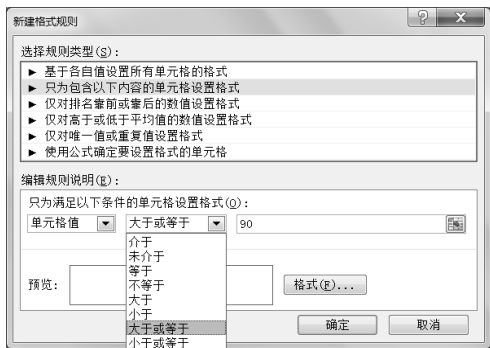 新建格式规则
选择规则类型(S):
► 基于各自值设置所有单元格的格式
► 只为包含以下内容的单元格设置格式
► 仅对排名靠前或靠后的数值设置格式
► 仅对高于或低于平均值的数值设置格式
► 仅对唯一值或重复值设置格式
► 使用公式确定要设置格式的单元格
编辑规则说明(E):
只为满足以下条件的单元格设置格式(O):
单元格值 大于或等于 90
介于
未介于
等于
不等于
大于
小于
大于或等于
小于或等于
预览: 格式(F)...
确定 取消